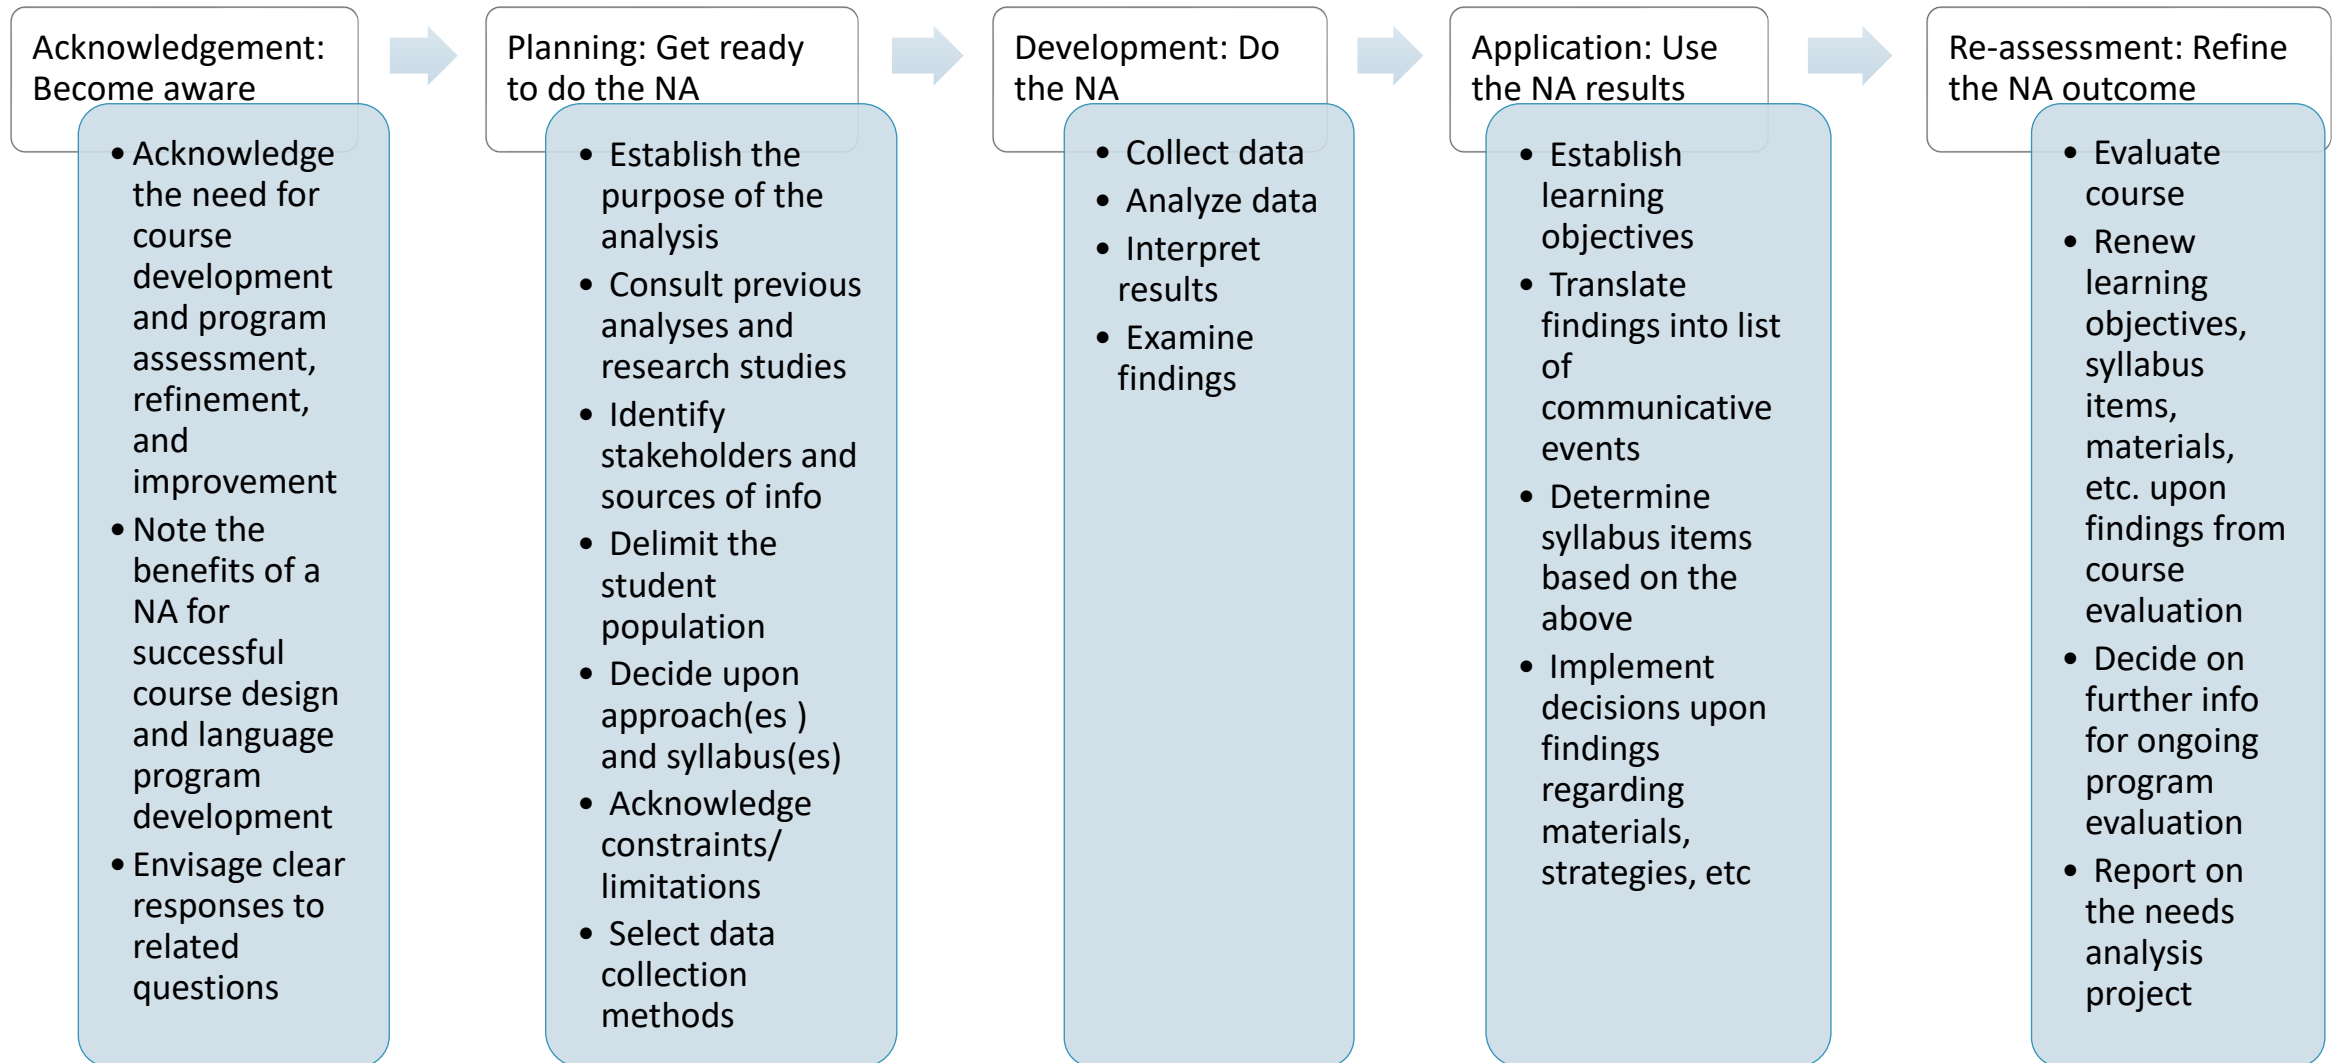 Acknowledgement:
Become aware
• Acknowledge
the need for
course
development
and program
assessment,
refinement,
and
improvement
• Note the
benefits of a
NA for
successful
course design
and language
program
development
• Envisage clear
responses to
related
questions
Planning: Get ready
to do the NA
• Establish the
purpose of the
analysis
• Consult previous
analyses and
research studies
• Identify
stakeholders and
sources of info
• Delimit the
student
population
• Decide upon
approach(es )
and syllabus(es)
• Acknowledge
constraints/
limitations
• Select data
collection
methods
Development: Do
the NA
• Collect data
• Analyze data
• Interpret
results
• Examine
findings
Application: Use
the NA results
• Establish
learning
objectives
• Translate
findings into list
of
communicative
events
• Determine
syllabus items
based on the
above
• Implement
decisions upon
findings
regarding
materials,
strategies, etc
Re-assessment: Refine
the NA outcome
• Evaluate
course
• Renew
learning
objectives,
syllabus
items,
materials,
etc. upon
findings from
course
evaluation
• Decide on
further info
for ongoing
program
evaluation
• Report on
the needs
analysis
project